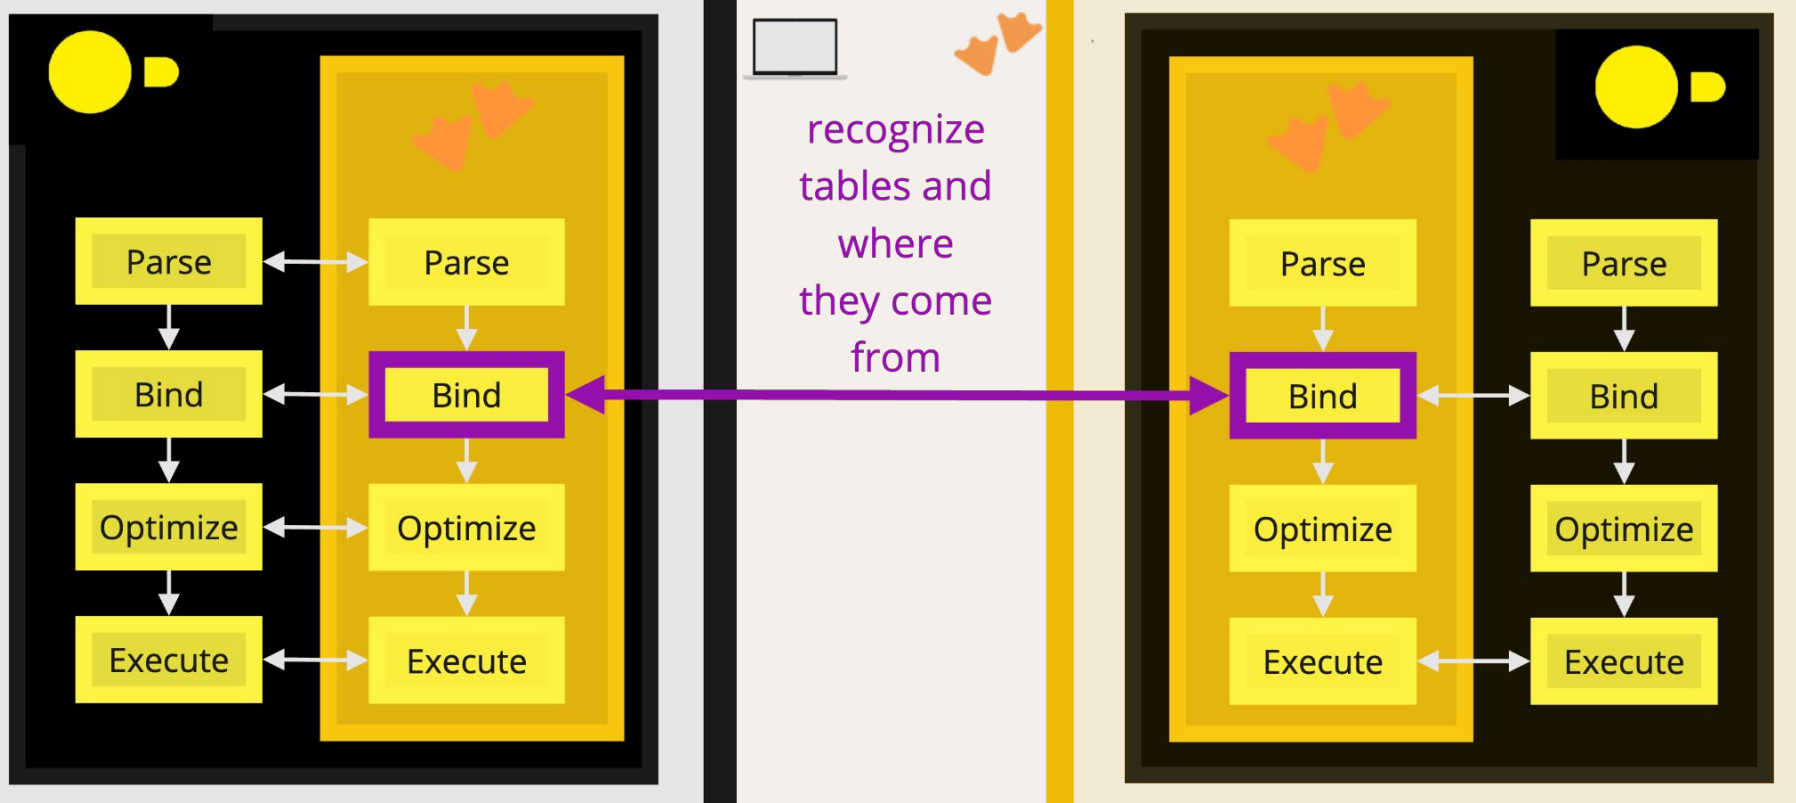 recognize
tables and
where
they come
from
Parse
Parse
Parse
Parse
Bind
Bind
Bind
Bind
Optimize
Optimize
Optimize
Optimize
Execute
Execute
Execute
Execute